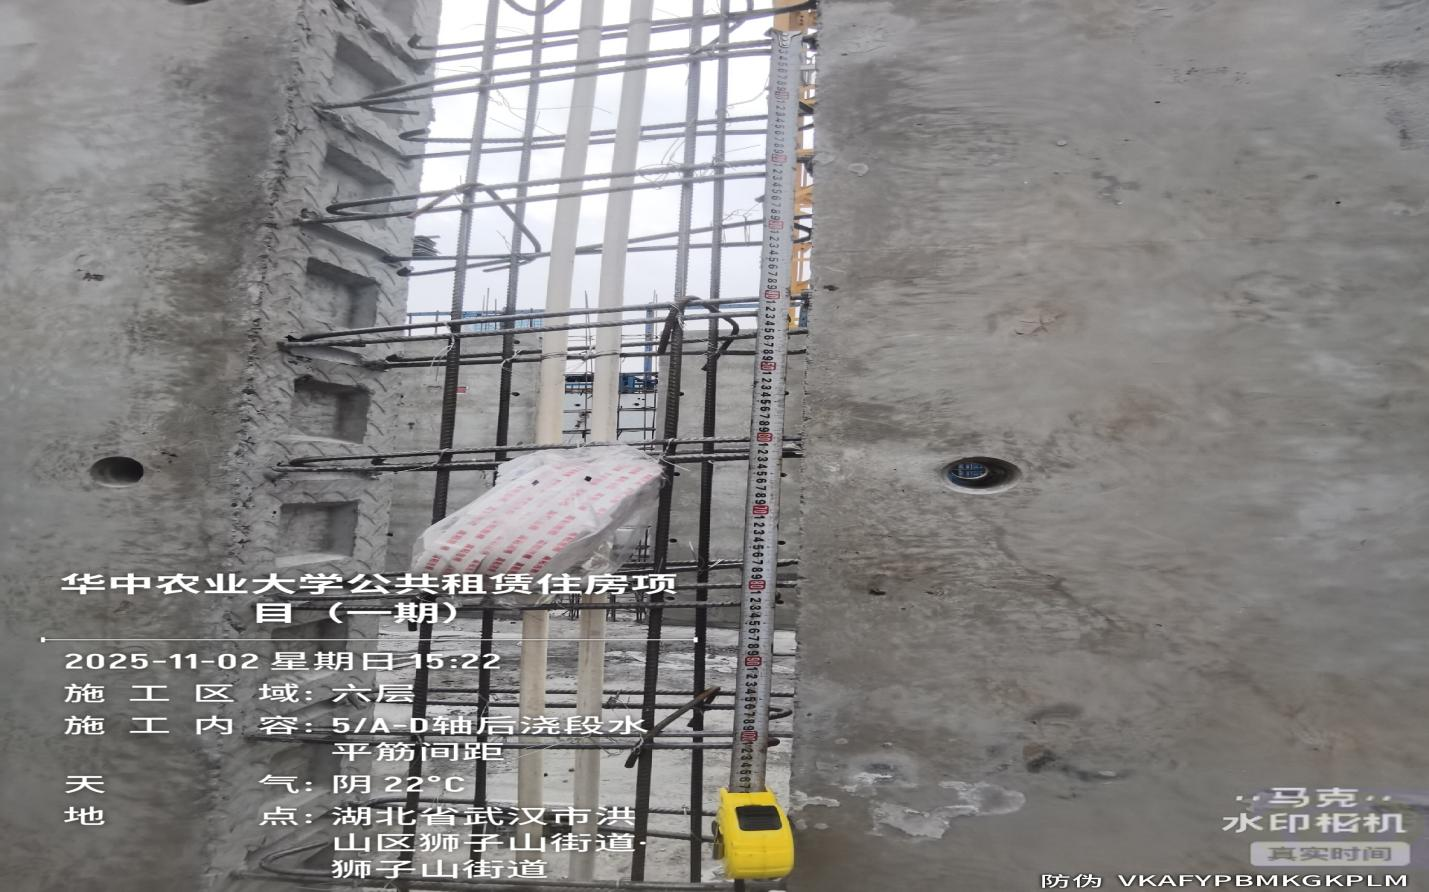 华中农业大学公共租赁住房项
目（一期）
2025-11-02 星期日 15:22
施工区域：六层
施工内容：5/A-D轴后浇段水
平筋间距
天气：阴 22°C
地点：湖北省武汉市洪
山区狮子山街道·
狮子山街道
马克
水印相机
真实时间
防伪 VKAFYPBMKGKPLM